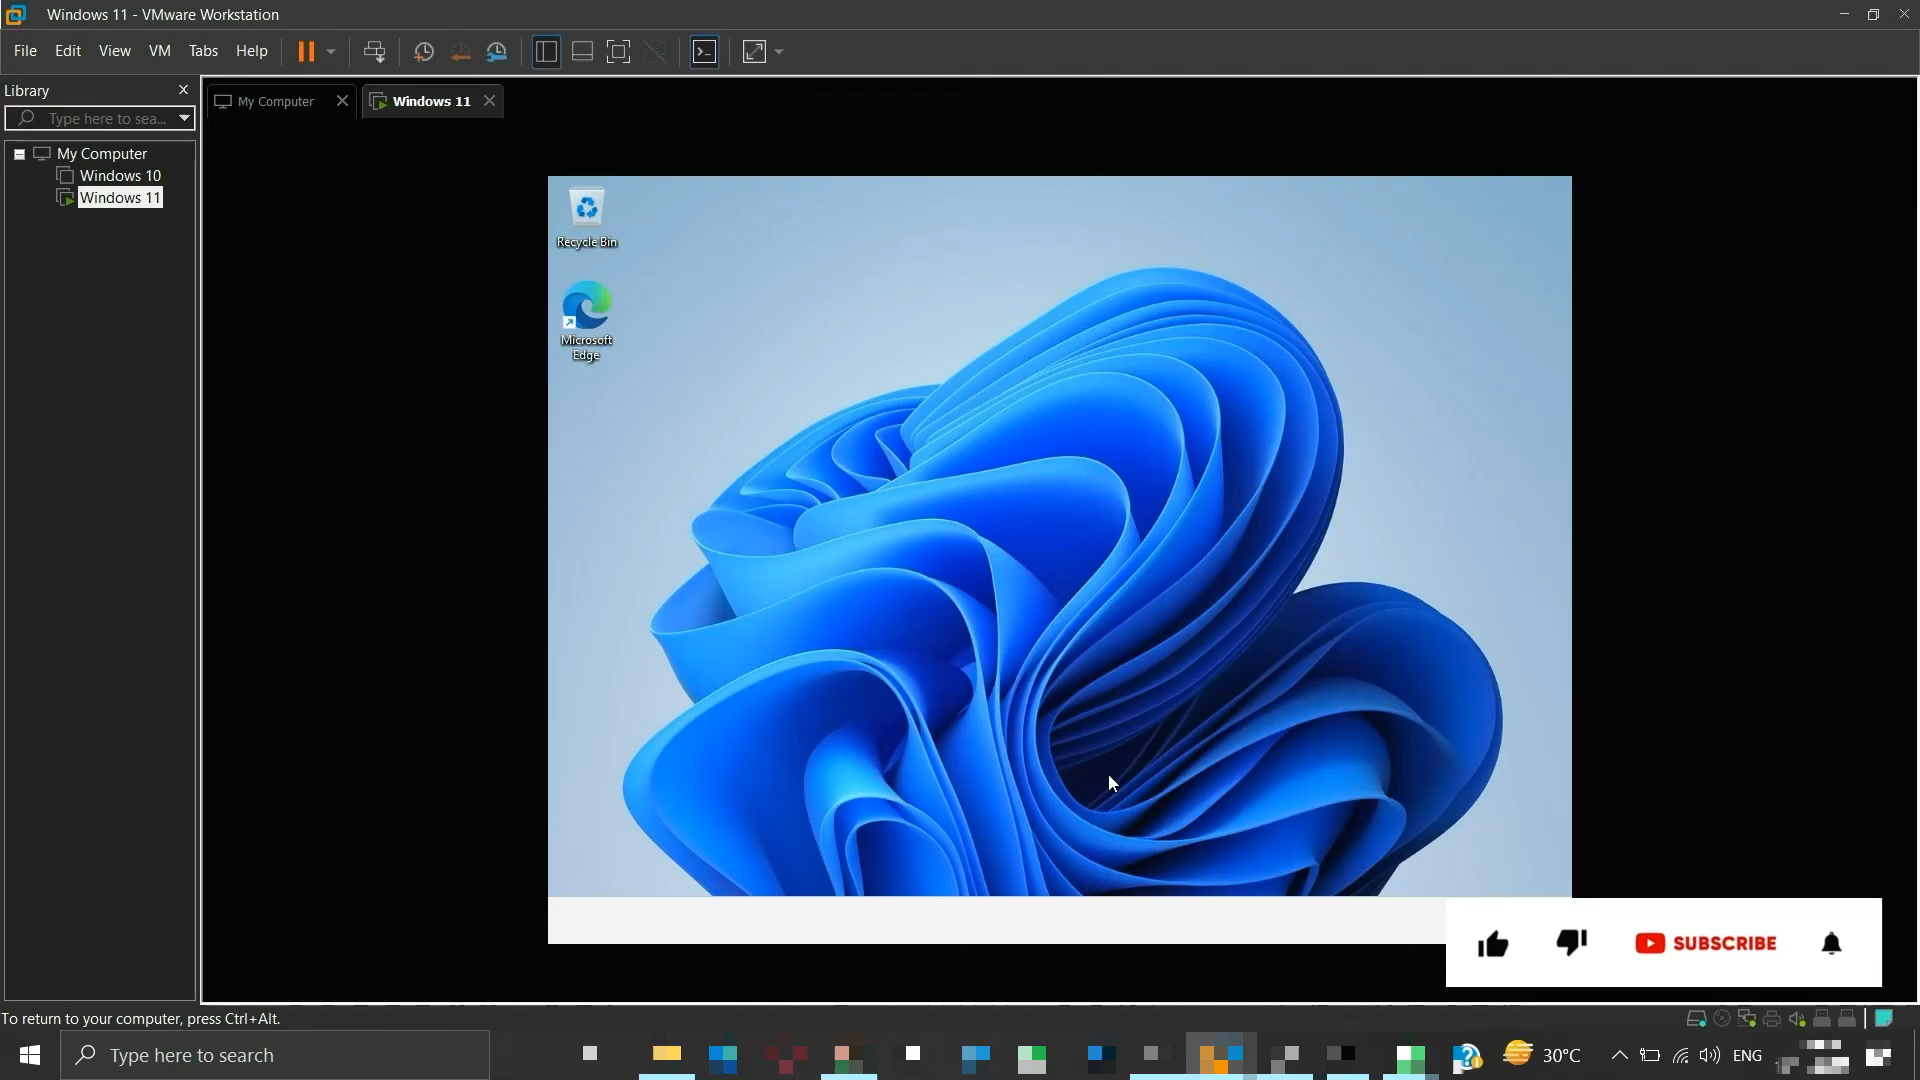 Windows 11 - VMware Workstation
File Edit View VM Tabs Help
Library
Type here to sea...
My Computer
Windows 10
Windows 11
My Computer
Windows 11
Recycle Bin
Microsoft
Edge
SUBSCRIBE
To return to your computer, press Ctrl+Alt.
Type here to search
30°C
ENG